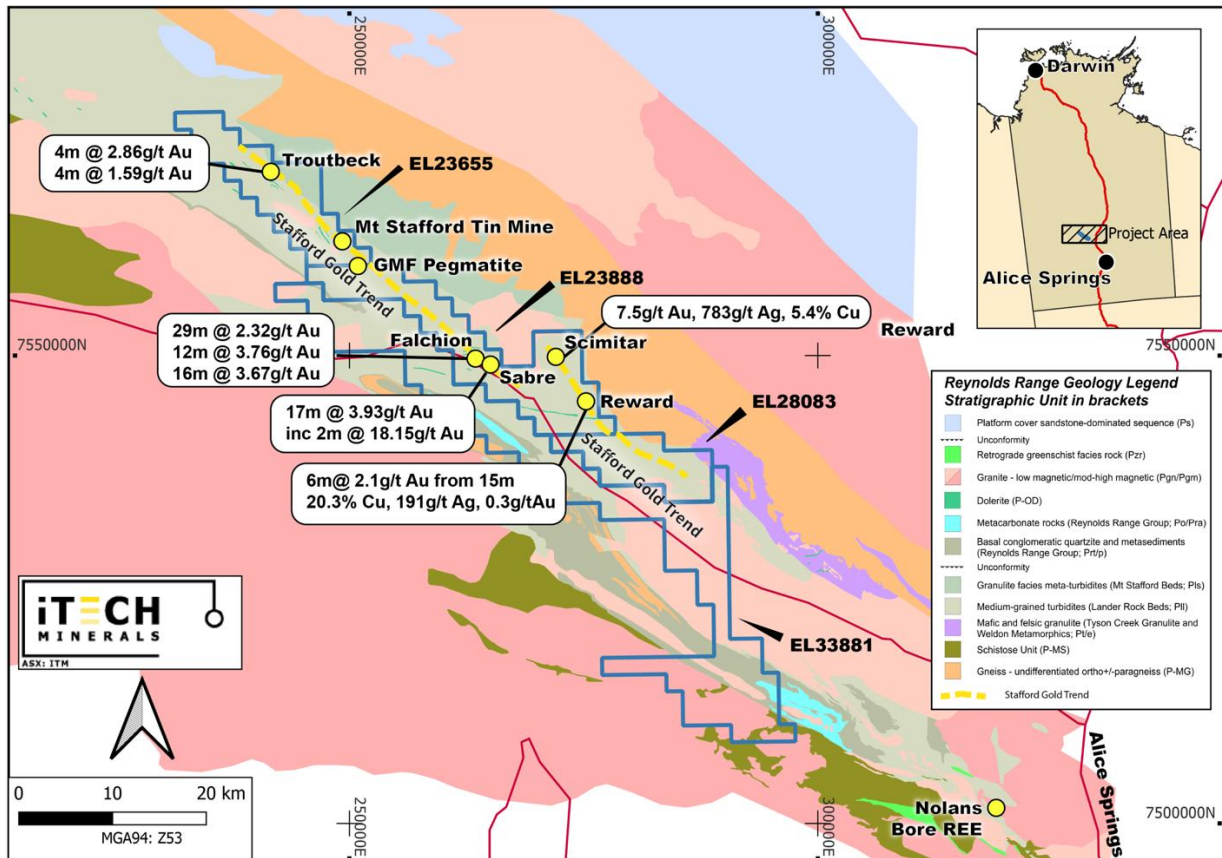 250000E
300000E
Darwin
Project Area
Alice Springs
4m @ 2.86g/t Au
4m @ 1.59g/t Au
Troutbeck
EL23655
Mt Stafford Tin Mine
Stafford Gold Trend
GMF Pegmatite
EL23888
7.5g/t Au, 783g/t Ag, 5.4% Cu
Reward
7550000N
7550000N
29m @ 2.32g/t Au
12m @ 3.76g/t Au
16m @ 3.67g/t Au
Falchion
Scimitar
Sabre
Reward
17m @ 3.93g/t Au
inc 2m @ 18.15g/t Au
EL28083
6m@ 2.1g/t Au from 15m
20.3% Cu, 191g/t Ag, 0.3g/tAu
Stafford Gold Trend
Reynolds Range Geology Legend
Stratigraphic Unit in brackets
Platform cover sandstone-dominated sequence (Ps)
Unconformity
Retrograde greenschist facies rock (Pzr)
Granite - low magnetic/mod-high magnetic (Pgn/Pgm)
Dolerite (P-OD)
Metacarbonate rocks (Reynolds Range Group; Po/Pra)
Basal conglomeratic quartzite and metasediments
(Reynolds Range Group; Prt/p)
Unconformity
Granulite facies meta-turbidites (Mt Stafford Beds; Pls)
Medium-grained turbidites (Lander Rock Beds; Pll)
Mafic and felsic granulite (Tyson Creek Granulite and
Weldon Metamorphics; Pt/e)
Schistose Unit (P-MS)
Gneiss - undifferentiated ortho+/-paragneiss (P-MG)
Stafford Gold Trend
iTECH
MINERALS
ASX: ITM
EL33881
Alice Springs
0 10 20 km
MGA94: Z53
250000E
300000E
Nolans
Bore REE
7500000N